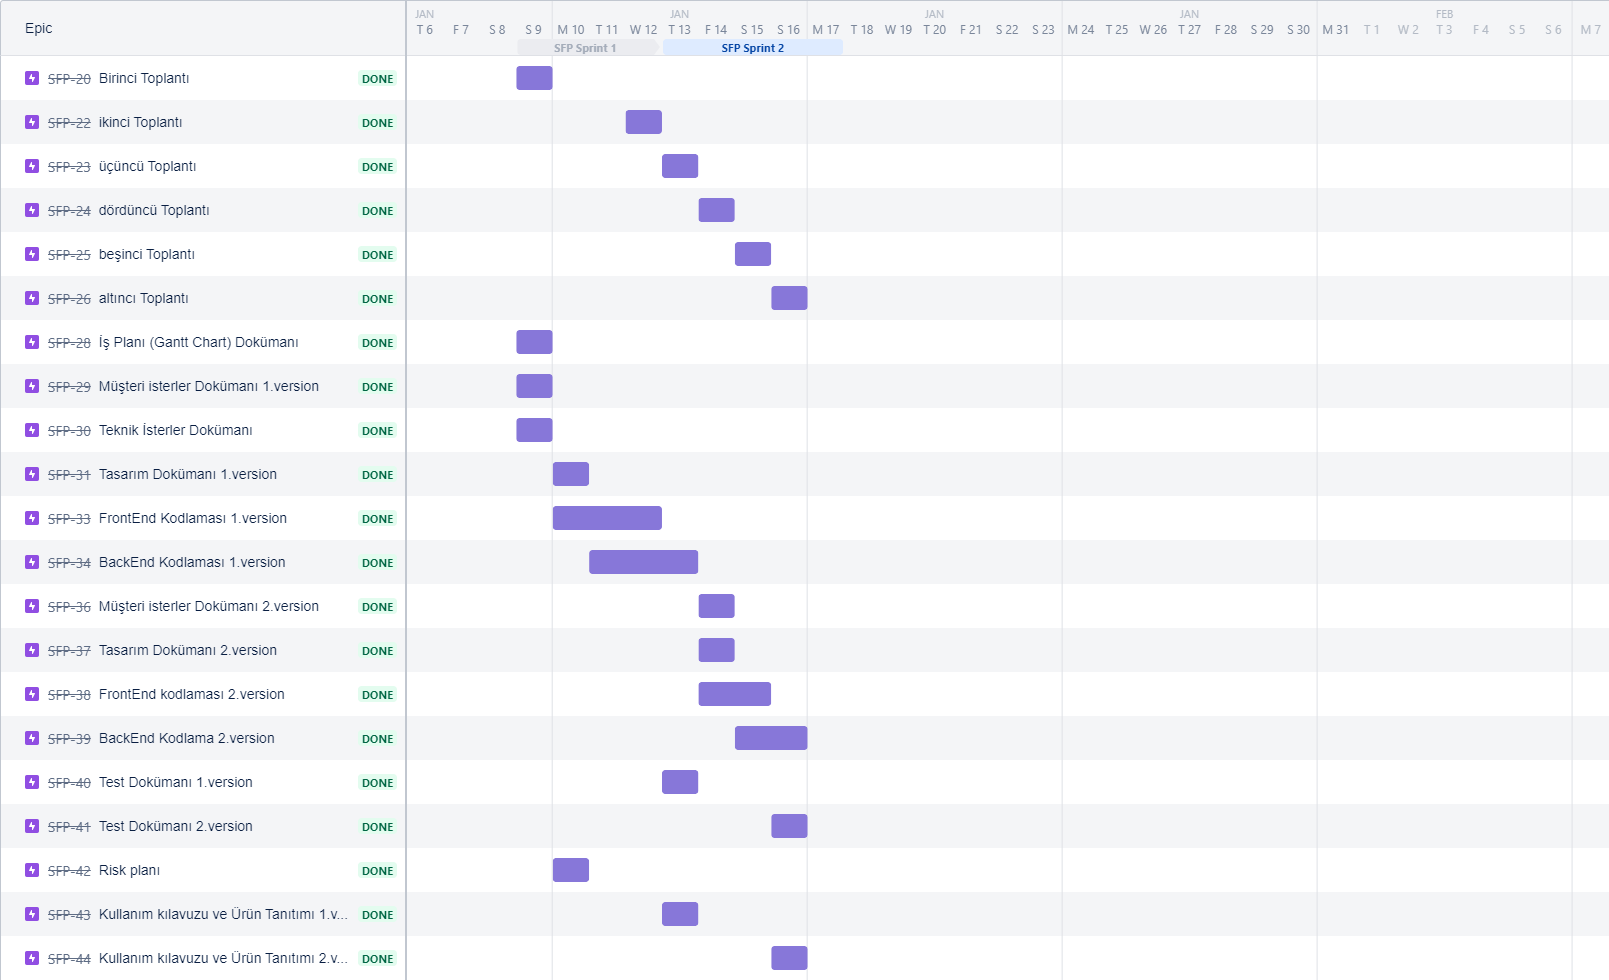 Epic
JAN JAN JAN JAN FEB
T 6 F 7 S 8 S 9 M 10 T 11 W 12 T 13 F 14 S 15 S 16 M 17 T 18 W 19 T 20 F 21 S 22 S 23 M 24 T 25 W 26 T 27 F 28 S 29 S 30 M 31 T 1 W 2 T 3 F 4 S 5 S 6 M 7
SFP Sprint 1 SFP Sprint 2
SFP-20 Birinci Toplantı DONE
SFP-22 ikinci Toplantı DONE
SFP-23 üçüncü Toplantı DONE
SFP-24 dördüncü Toplantı DONE
SFP-25 beşinci Toplantı DONE
SFP-26 altıncı Toplantı DONE
SFP-28 İş Planı (Gantt Chart) Dokümanı DONE
SFP-29 Müşteri isterler Dokümanı 1.version DONE
SFP-30 Teknik İsterler Dokümanı DONE
SFP-31 Tasarım Dokümanı 1.version DONE
SFP-33 FrontEnd Kodlaması 1.version DONE
SFP-34 BackEnd Kodlaması 1.version DONE
SFP-36 Müşteri isterler Dokümanı 2.version DONE
SFP-37 Tasarım Dokümanı 2.version DONE
SFP-38 FrontEnd kodlaması 2.version DONE
SFP-39 BackEnd Kodlama 2.version DONE
SFP-40 Test Dokümanı 1.version DONE
SFP-41 Test Dokümanı 2.version DONE
SFP-42 Risk planı DONE
SFP-43 Kullanım kılavuzu ve Ürün Tanıtımı 1.v... DONE
SFP-44 Kullanım kılavuzu ve Ürün Tanıtımı 2.v... DONE